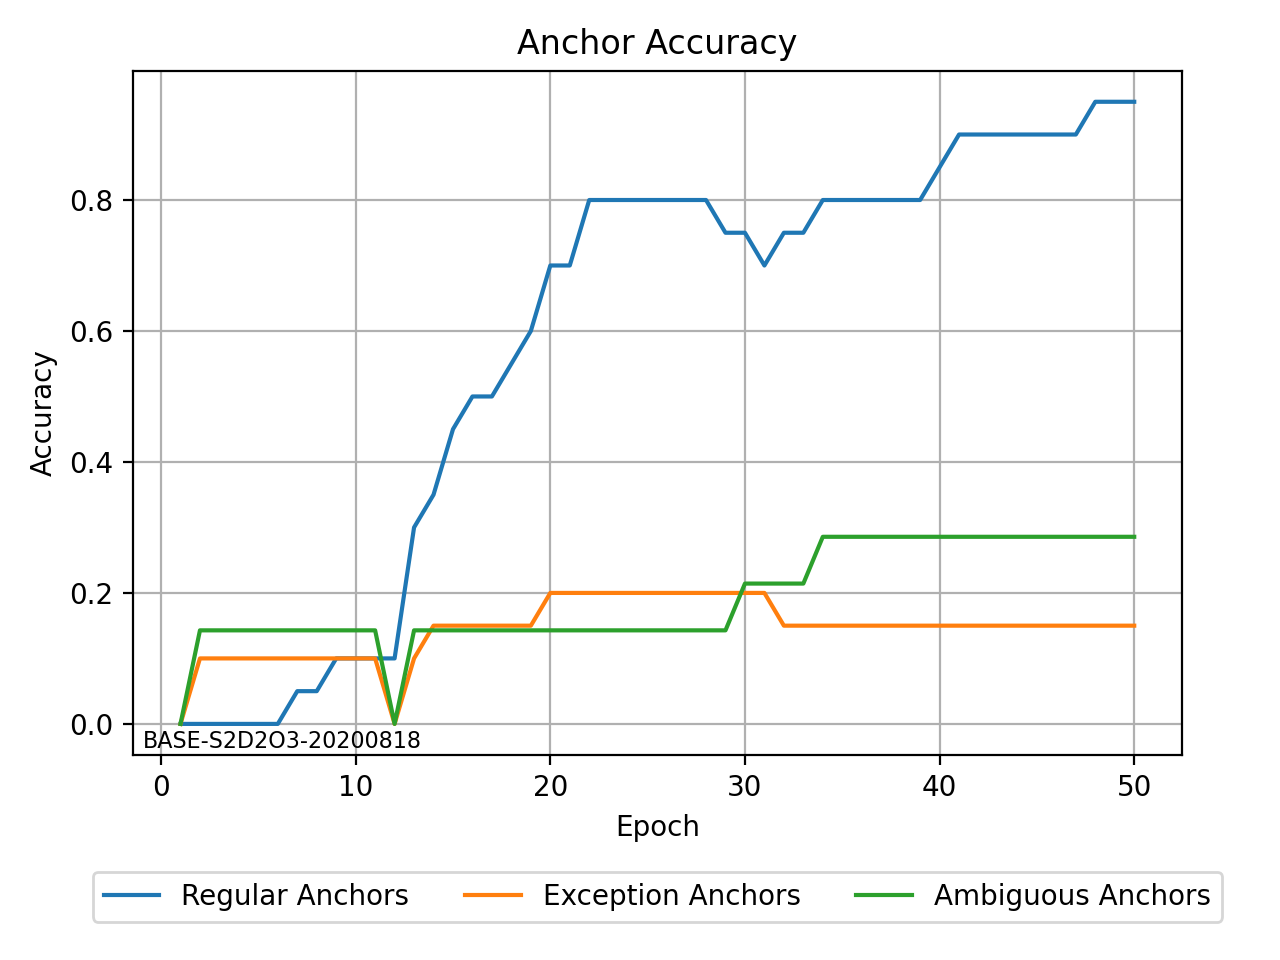 Anchor Accuracy
Accuracy
0.8
0.6
0.4
0.2
0.0
BASE-S2D2O3-20200818
0 10 20 30 40 50
Epoch
Regular Anchors Exception Anchors Ambiguous Anchors